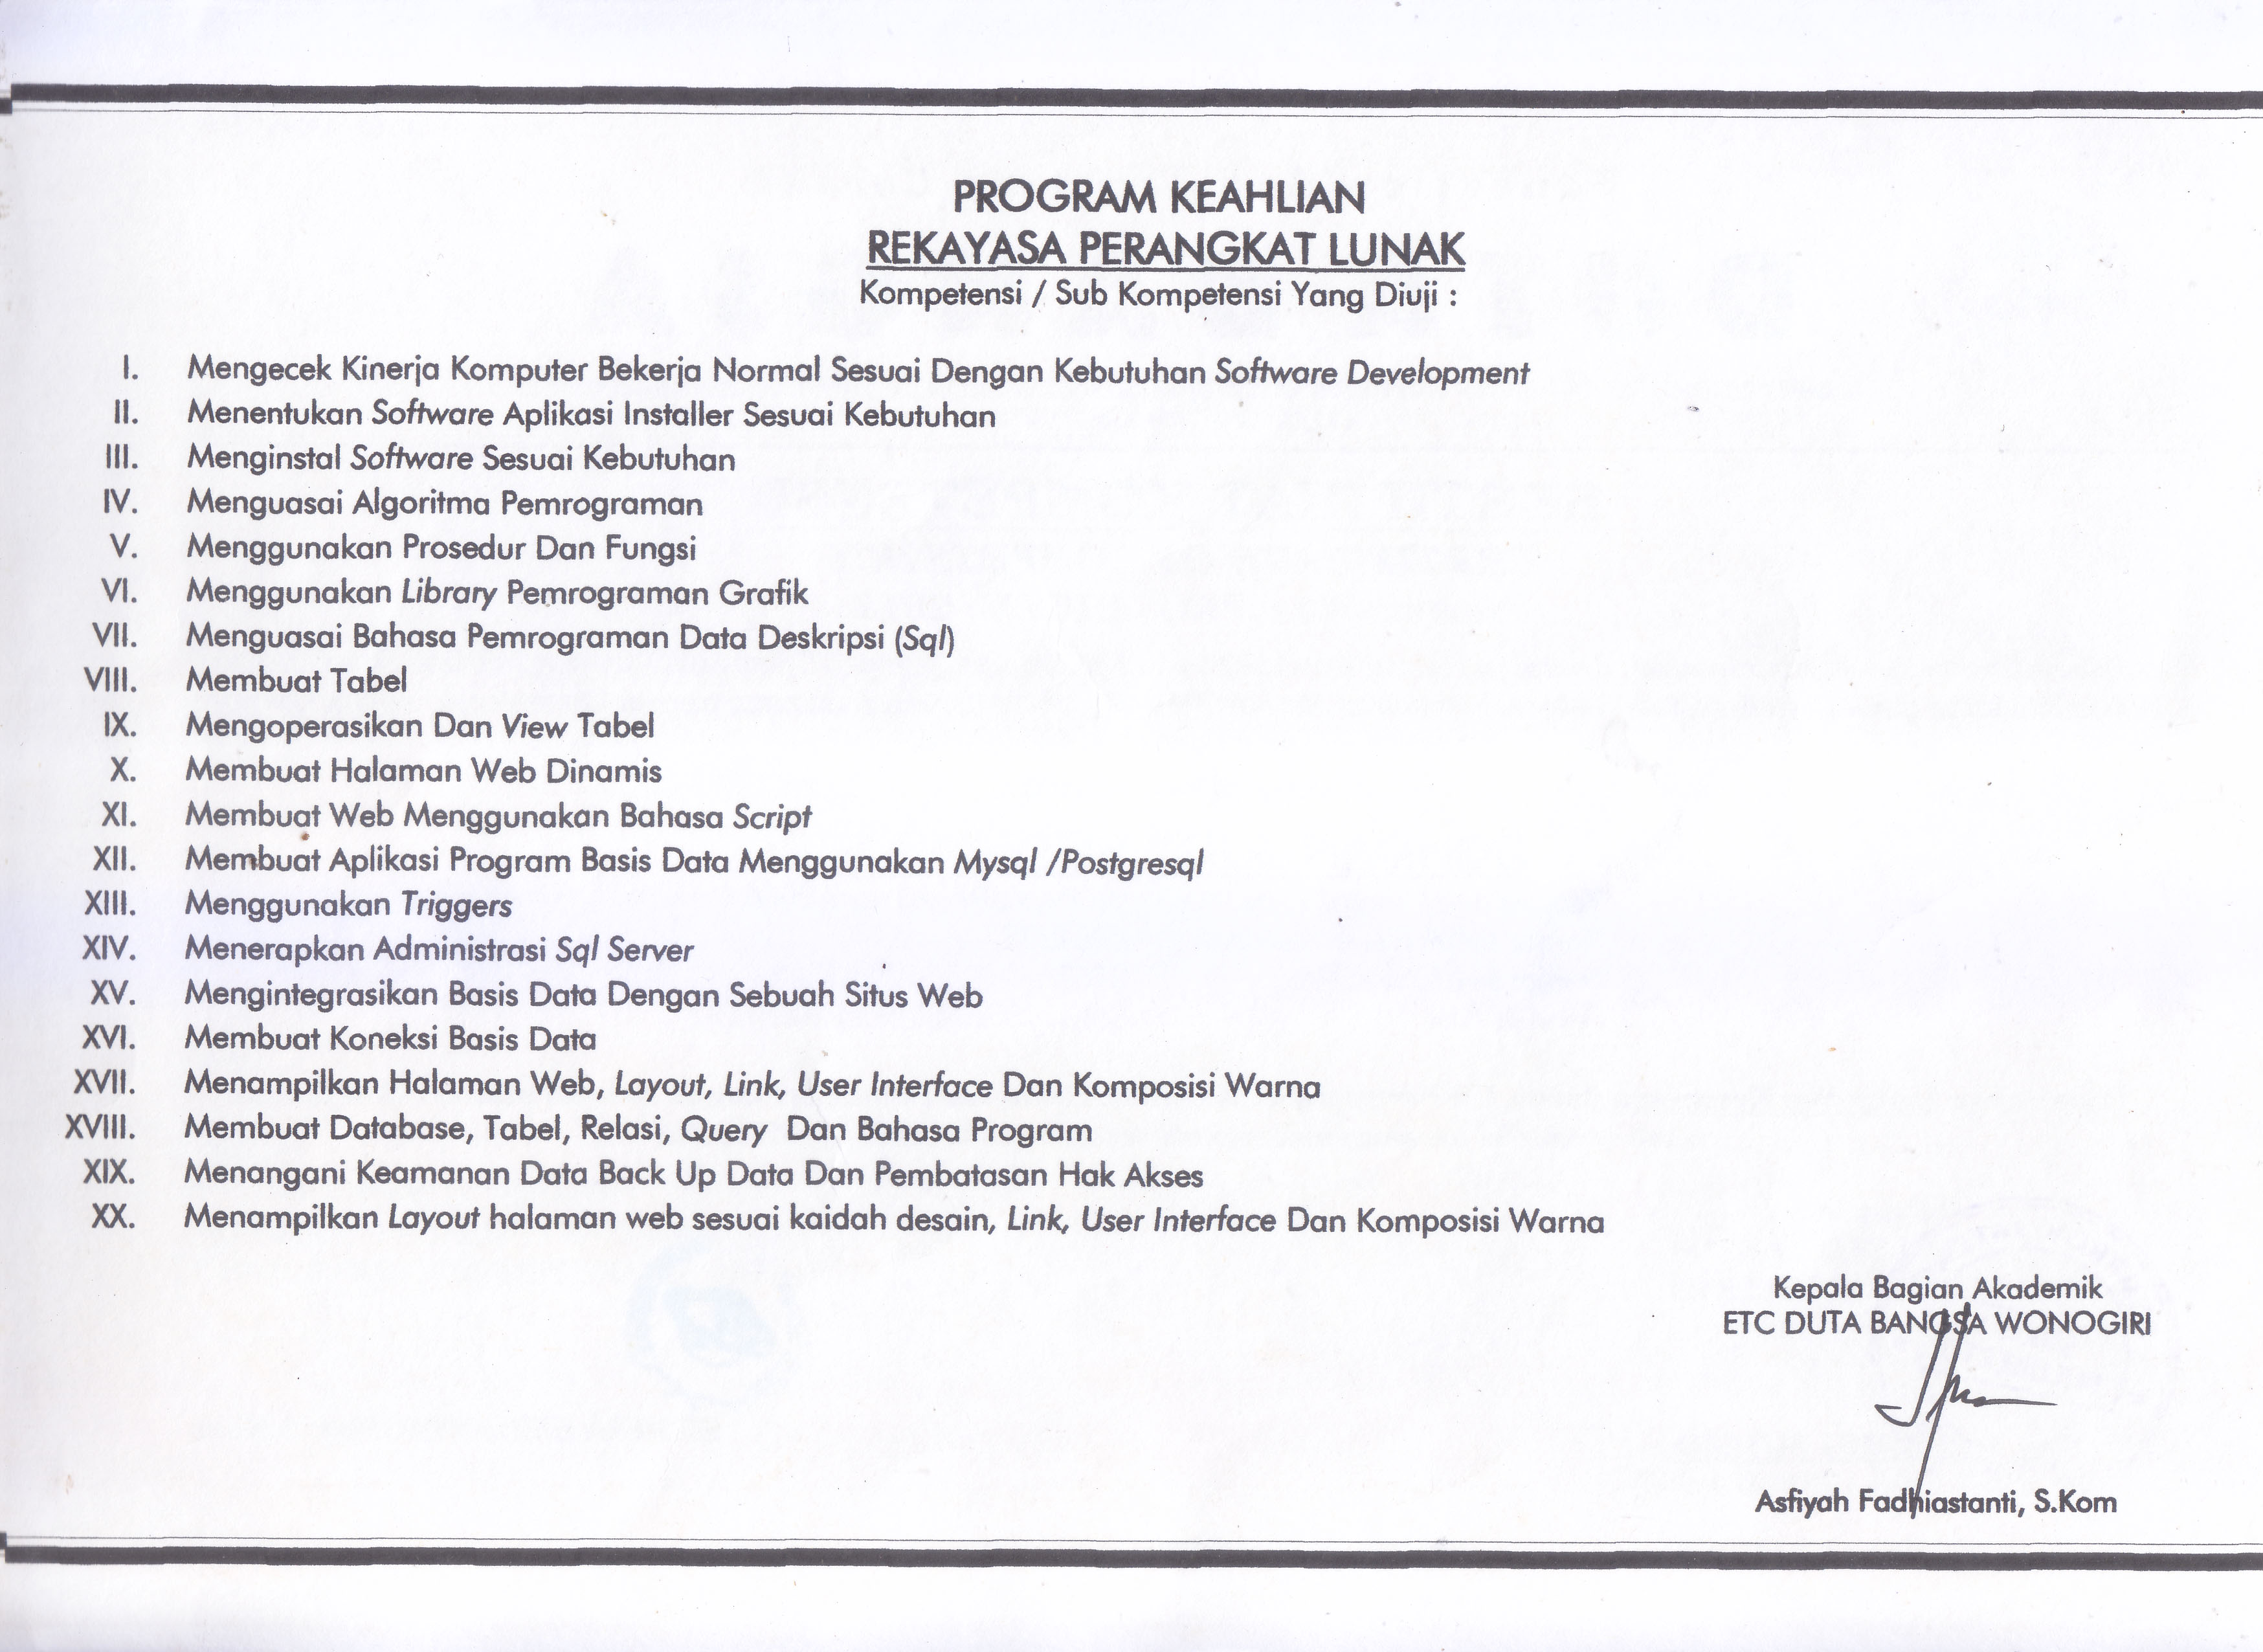 PROGRAM KEAHLIAN
REKAYASA PERANGKAT LUNAK
Kompetensi / Sub Kompetensi Yang Diuji :
I. Mengecek Kinerja Komputer Bekerja Normal Sesuai Dengan Kebutuhan Software Development
II. Menentukan Software Aplikasi Installer Sesuai Kebutuhan
III. Menginstal Software Sesuai Kebutuhan
IV. Menguasai Algoritma Pemrograman
V. Menggunakan Prosedur Dan Fungsi
VI. Menggunakan Library Pemrograman Grafik
VII. Menguasai Bahasa Pemrograman Data Deskripsi (Sql)
VIII. Membuat Tabel
IX. Mengoperasikan Dan View Tabel
X. Membuat Halaman Web Dinamis
XI. Membuat Web Menggunakan Bahasa Script
XII. Membuat Aplikasi Program Basis Data Menggunakan Mysql /Postgresql
XIII. Menggunakan Triggers
XIV. Menerapkan Administrasi Sql Server
XV. Mengintegrasikan Basis Data Dengan Sebuah Situs Web
XVI. Membuat Koneksi Basis Data
XVII. Menampilkan Halaman Web, Layout, Link, User Interface Dan Komposisi Warna
XVIII. Membuat Database, Tabel, Relasi, Query Dan Bahasa Program
XIX. Menangani Keamanan Data Back Up Data Dan Pembatasan Hak Akses
XX. Menampilkan Layout halaman web sesuai kaidah desain, Link, User Interface Dan Komposisi Warna
Kepala Bagian Akademik
ETC DUTA BANGSA WONOGIRI
Asfiyah Fadhiastanti, S.Kom